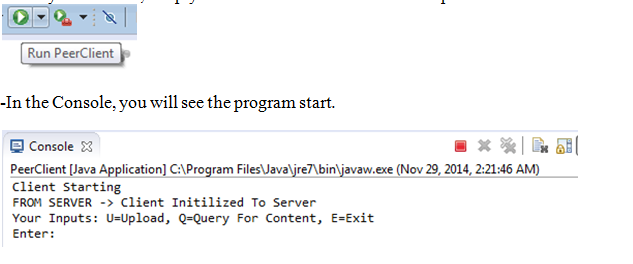 Run PeerClient
-In the Console, you will see the program start.
Console
PeerClient [Java Application] C:\Program Files\Java\jre7\bin\javaw.exe (Nov 29, 2014, 2:21:46 AM)
Client Starting
FROM SERVER -> Client Initilized To Server
Your Inputs: U=Upload, Q=Query For Content, E=Exit
Enter: